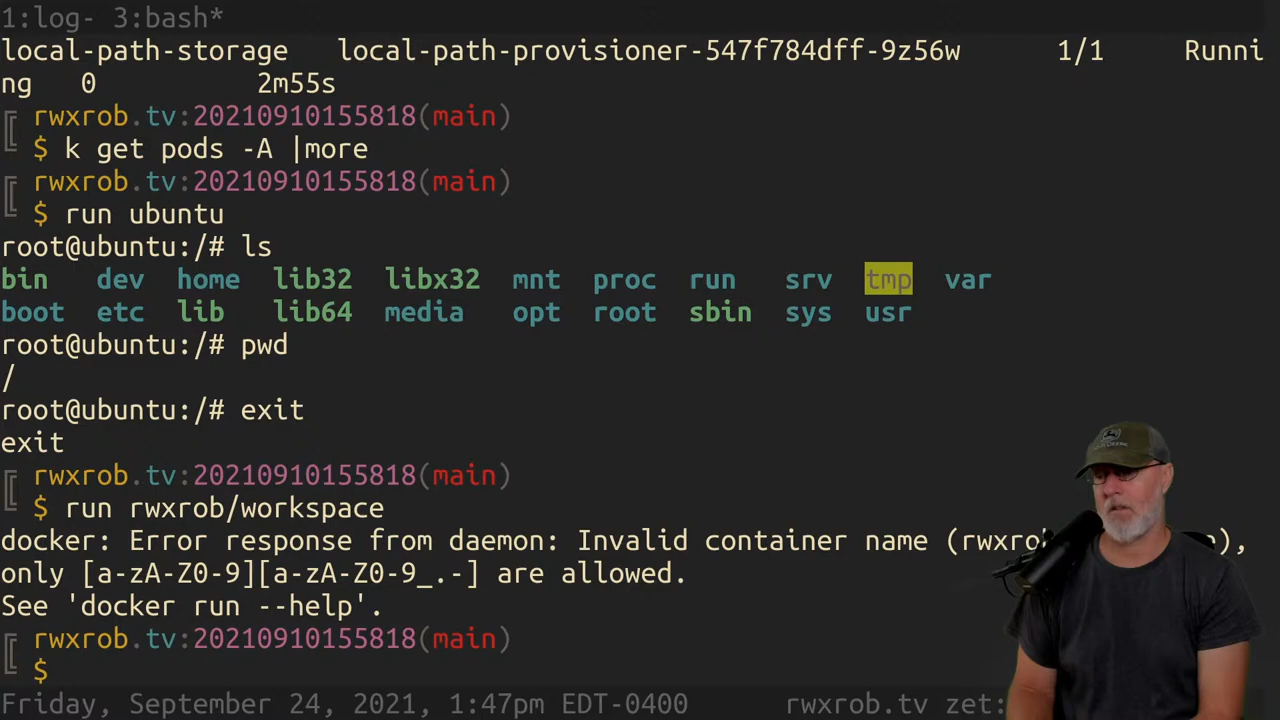 1:log- 3:bash*
local-path-storage local-path-provisioner-547f784dff-9z56w 1/1 Runni
ng 0 2m55s
rwxrob.tv:20210910155818(main)
$ k get pods -A |more
rwxrob.tv:20210910155818(main)
$ run ubuntu
root@ubuntu:/# ls
bin dev home lib32 libx32 mnt proc run srv tmp var
boot etc lib lib64 media opt root sbin sys usr
root@ubuntu:/# pwd
/
root@ubuntu:/# exit
exit
rwxrob.tv:20210910155818(main)
$ run rwxrob/workspace
docker: Error response from daemon: Invalid container name
only [a-zA-Z0-9][a-zA-Z0-9_.-] are allowed.
See 'docker run --help'.
rwxrob.tv:20210910155818(main)
$
Friday, September 24, 2021, 1:47pm EDT-0400 rwxrob.tv zet: